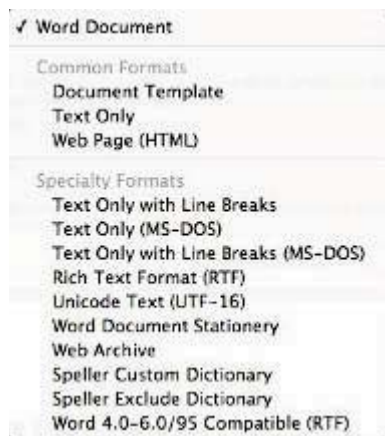 ✓ Word Document
Common Formats
Document Template
Text Only
Web Page (HTML)
Specialty Formats
Text Only with Line Breaks
Text Only (MS-DOS)
Text Only with Line Breaks (MS-DOS)
Rich Text Format (RTF)
Unicode Text (UTF-16)
Word Document Stationery
Web Archive
Speller Custom Dictionary
Speller Exclude Dictionary
Word 4.0-6.0/95 Compatible (RTF)